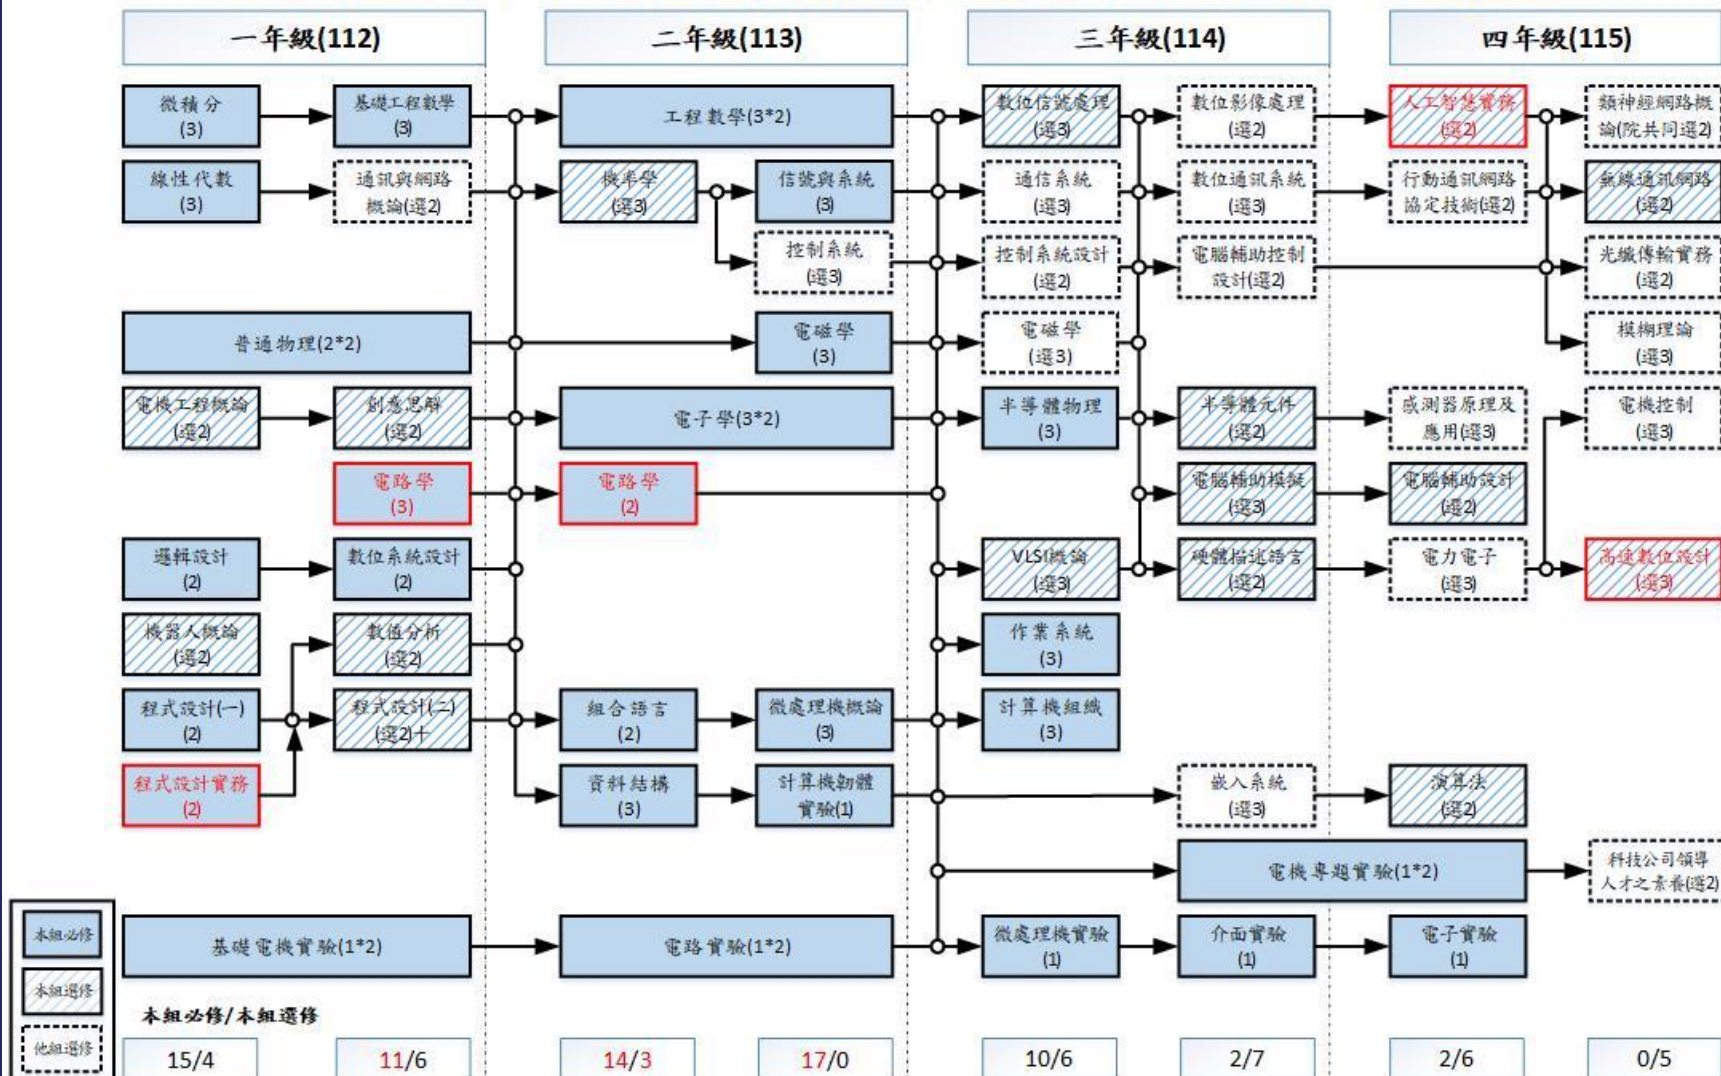 一年級(112)
二年級(113)
三年級(114)
四年級(115)
微積分
(3)
基礎工程數學
(3)
工程數學(3*2)
數位信號處理
(選3)
數位影像處理
(選2)
人工智慧實務
(選2)
類神經網路概
論(院共同選2)
線性代數
(3)
通訊與網路
概論(選2)
機率學
(選3)
信號與系統
(3)
通信系統
(選3)
數位通訊系統
(選3)
行動通訊網路
協定技術(選2)
無線通訊網路
(選2)
控制系統
(選3)
控制系統設計
(選2)
電腦輔助控制
設計(選2)
光纖傳輸實務
(選2)
普通物理(2*2)
電磁學
(3)
電磁學
(選3)
模糊理論
(選3)
電機工程概論
(選2)
創意思解
(選2)
電子學(3*2)
半導體物理
(3)
半導體元件
(選2)
感測器原理及
應用(選3)
電機控制
(選3)
電路學
(3)
電路學
(2)
電腦輔助模擬
(選3)
電腦輔助設計
(選2)
邏輯設計
(2)
數位系統設計
(2)
VLSI概論
(選3)
硬體描述語言
(選2)
電力電子
(選3)
高速數位設計
(選3)
機器人概論
(選2)
數值分析
(選2)
作業系統
(3)
程式設計(一)
(2)
程式設計(二)
(選2)十
組合語言
(2)
微處理機概論
(3)
計算機組織
(3)
程式設計實務
(2)
資料結構
(3)
計算機韌體
實驗(1)
嵌入系統
(選3)
演算法
(選2)
電機專題實驗(1*2)
科技公司領導
人才之素養(選2)
基礎電機實驗(1*2)
電路實驗(1*2)
微處理機實驗
(1)
介面實驗
(1)
電子實驗
(1)
本組必修
本組選修
他組選修
本組必修/本組選修
15/4
11/6
14/3
17/0
10/6
2/7
2/6
0/5